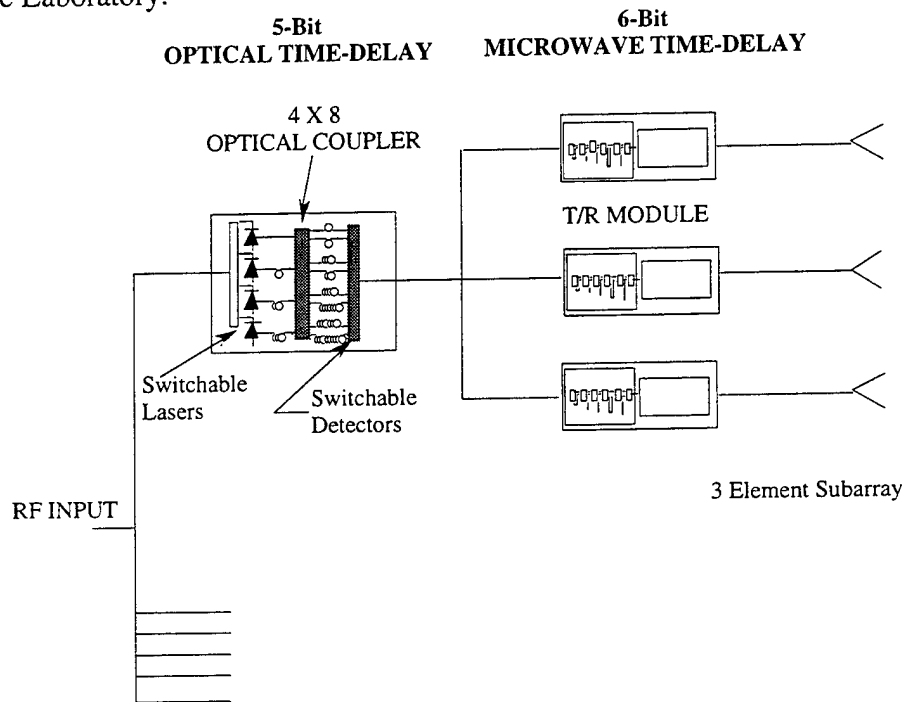 Laboratory.
5-Bit
OPTICAL TIME-DELAY
6-Bit
MICROWAVE TIME-DELAY
4 X 8
OPTICAL COUPLER
T/R MODULE
Switchable
Lasers
Switchable
Detectors
3 Element Subarray
RF INPUT